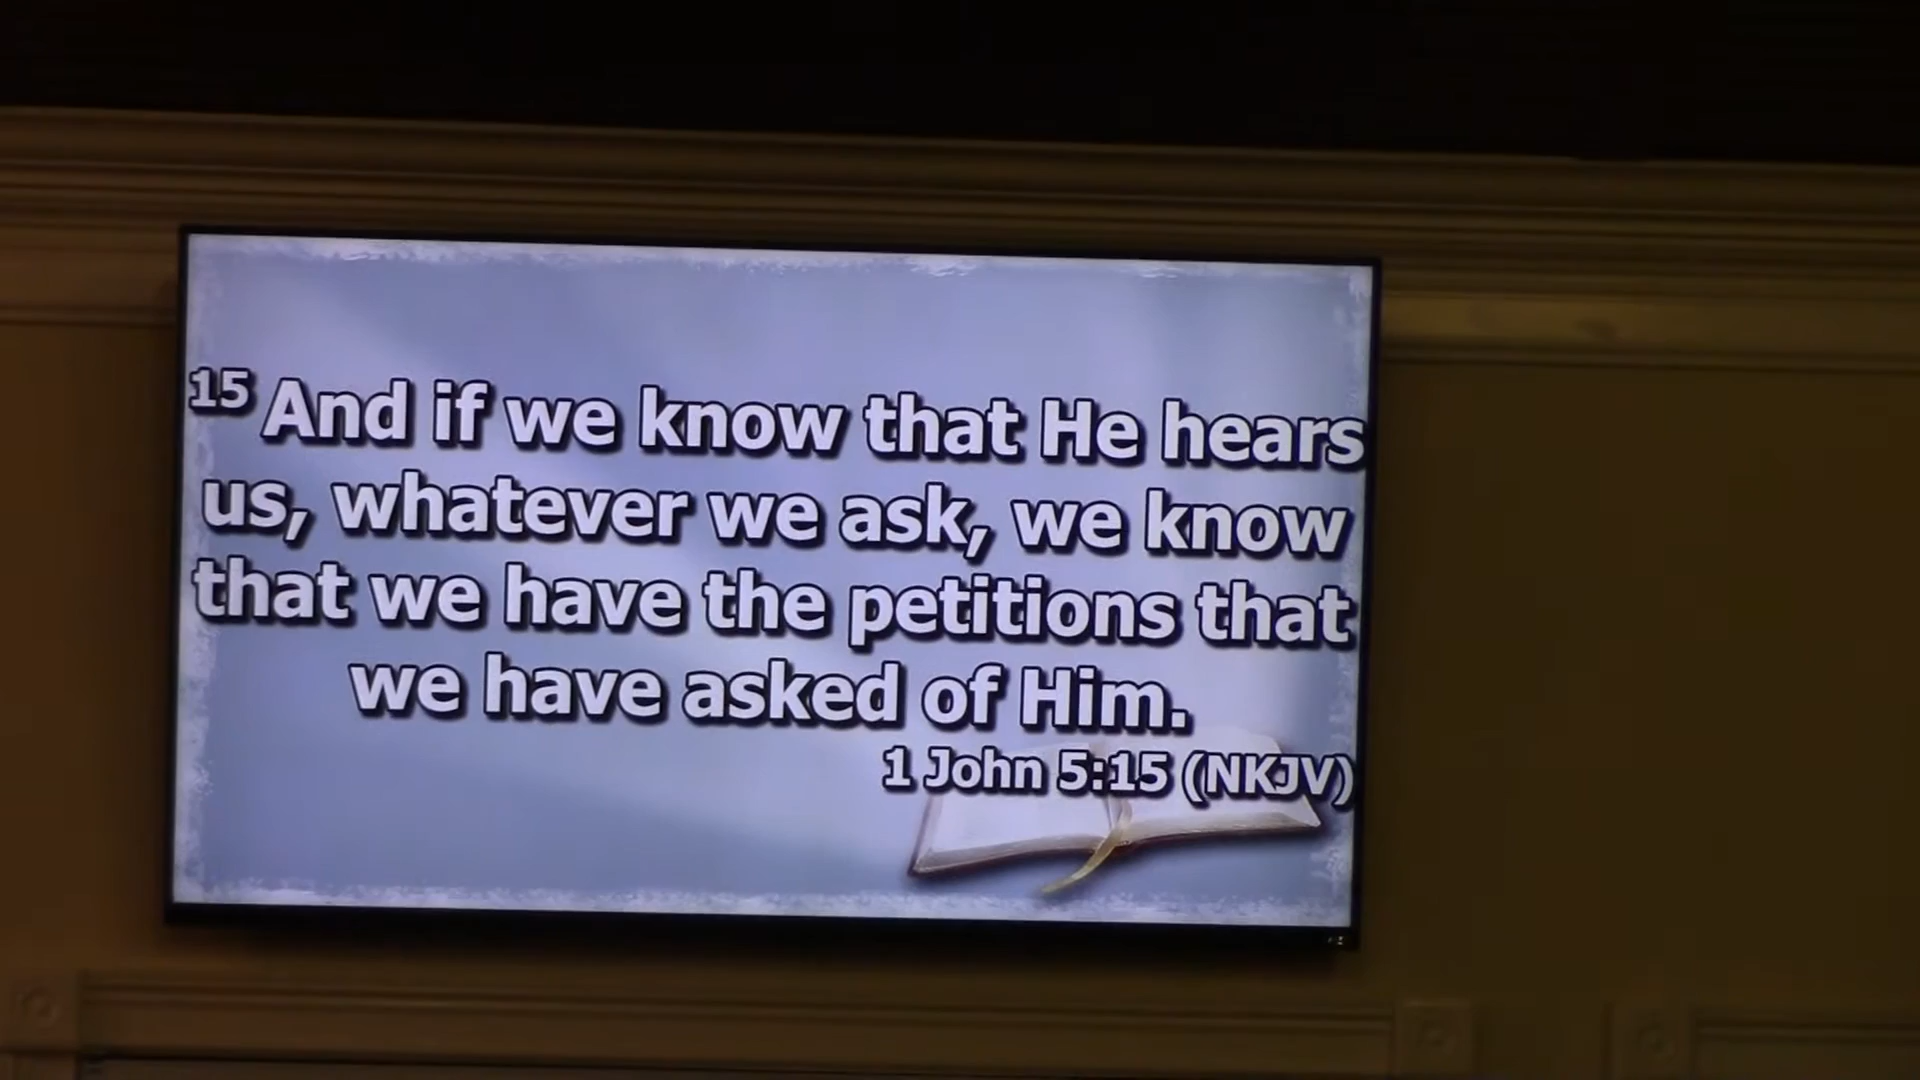 15 And if we know that He hears
us, whatever we ask, we know
that we have the petitions that
we have asked of Him.
1 John 5:15 (NKJV)